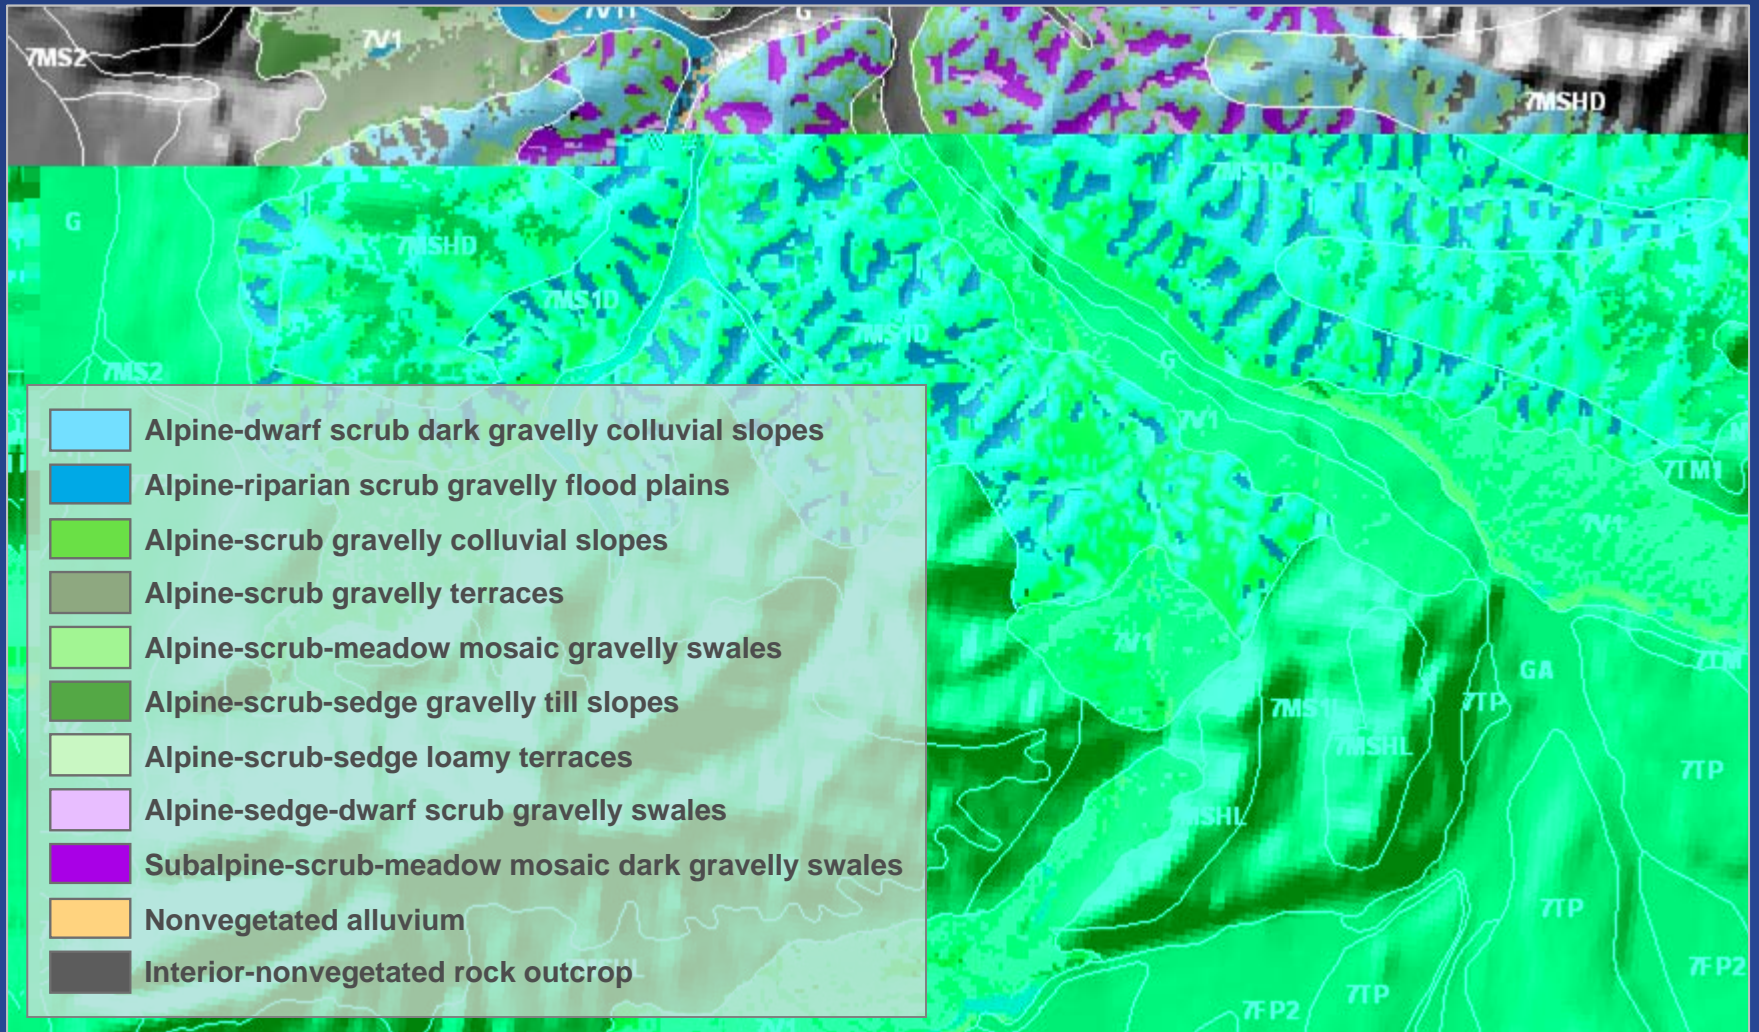 7V1T
G
7MS2
7V1
7MSHD
7MS1D
G
7MSHD
7MS1D
7MS1D
G
7MS2
7V1
7TM1
7V1
Alpine-dwarf scrub dark gravelly colluvial slopes
Alpine-riparian scrub gravelly flood plains
Alpine-scrub gravelly colluvial slopes
Alpine-scrub gravelly terraces
Alpine-scrub-meadow mosaic gravelly swales
Alpine-scrub-sedge gravelly till slopes
Alpine-scrub-sedge loamy terraces
Alpine-sedge-dwarf scrub gravelly swales
Subalpine-scrub-meadow mosaic dark gravelly swales
Nonvegetated alluvium
Interior-nonvegetated rock outcrop
7V1
GA
7TP
7MSHL
7TP
7TP
7FP2
7TP
7FP2